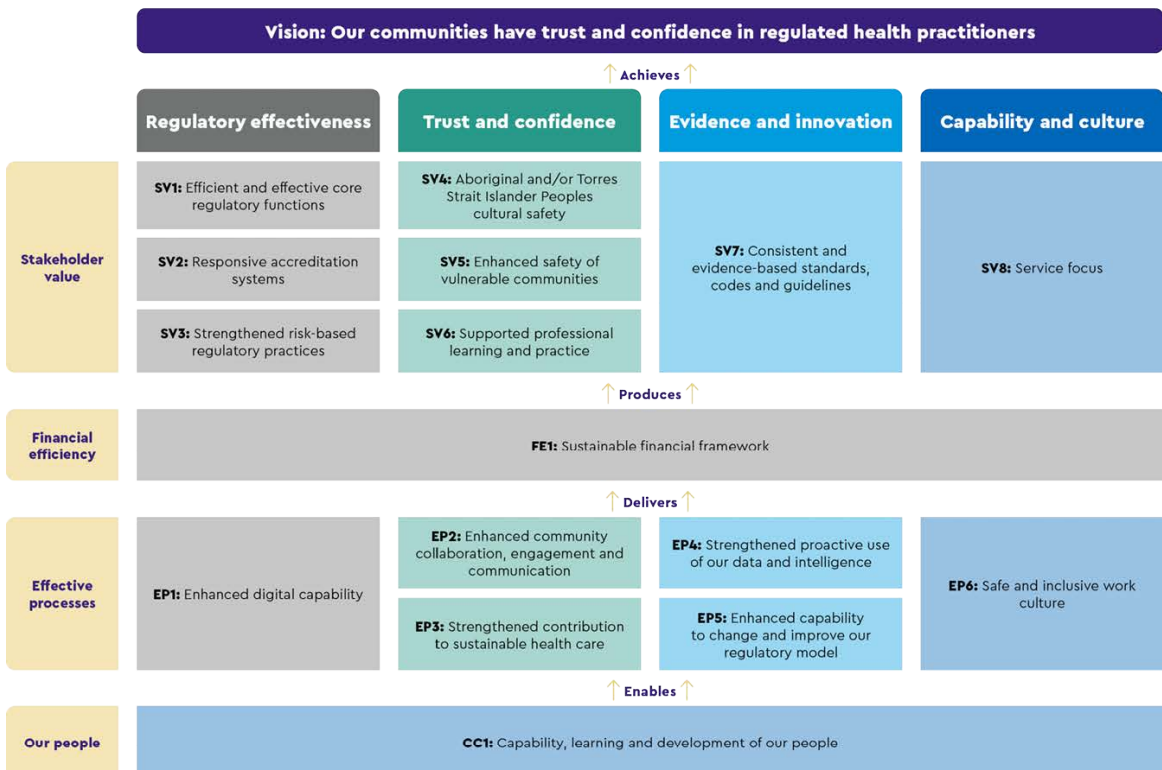 Vision: Our communities have trust and confidence in regulated health practitioners
Achieves
Regulatory effectiveness
Trust and confidence
Evidence and innovation
Capability and culture
Stakeholder
value
SV1: Efficient and effective core
regulatory functions
SV2: Responsive accreditation
systems
SV3: Strengthened risk-based
regulatory practices
SV4: Aboriginal and/or Torres
Strait Islander Peoples
cultural safety
SV5: Enhanced safety of
vulnerable communities
SV6: Supported professional
learning and practice
SV7: Consistent and
evidence-based standards,
codes and guidelines
SV8: Service focus
Produces
Financial
efficiency
FE1: Sustainable financial framework
Delivers
Effective
processes
EP1: Enhanced digital capability
EP2: Enhanced community
collaboration, engagement and
communication
EP3: Strengthened contribution
to sustainable health care
EP4: Strengthened proactive use
of our data and intelligence
EP5: Enhanced capability
to change and improve our
regulatory model
EP6: Safe and inclusive work
culture
Enables
Our people
CC1: Capability, learning and development of our people